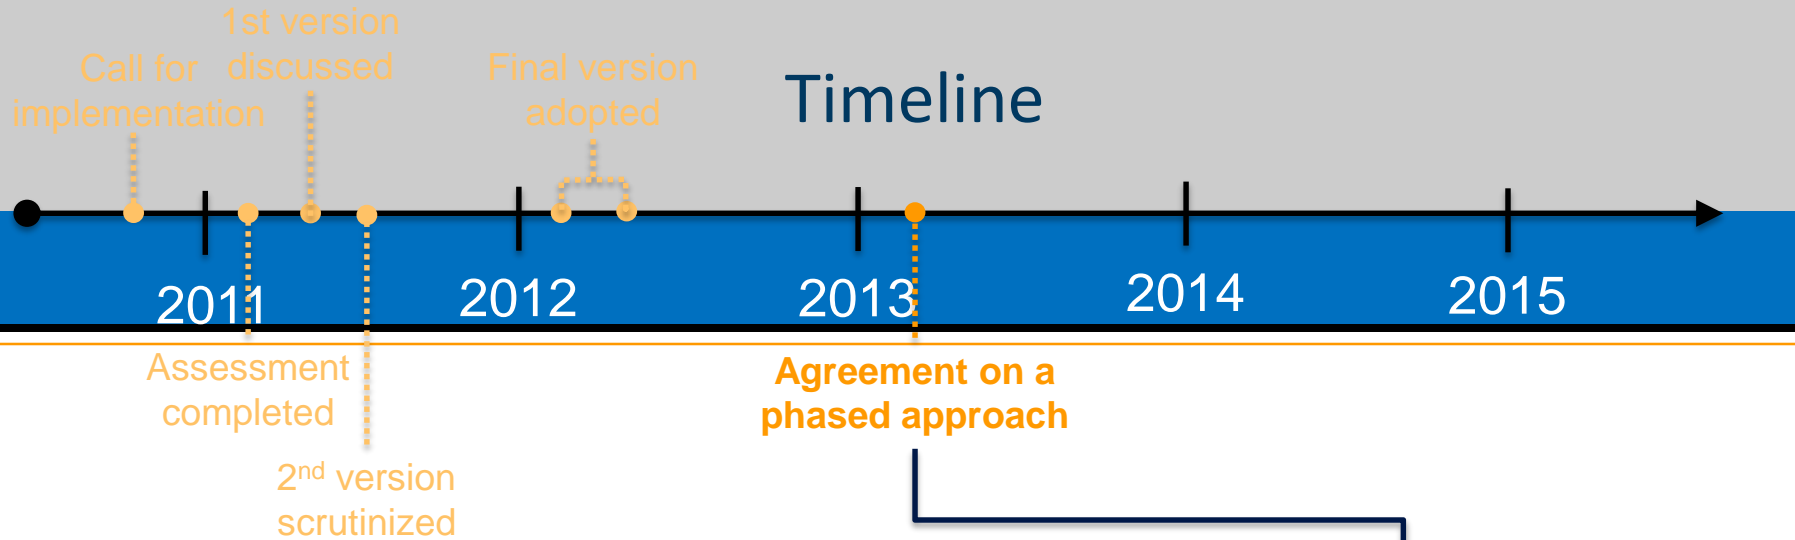 1st version
discussed
Call for
implementation
Final version
adopted
Timeline
2011
2012
2013
2014
2015
Assessment
completed
Agreement on a
phased approach
2nd version
scrutinized